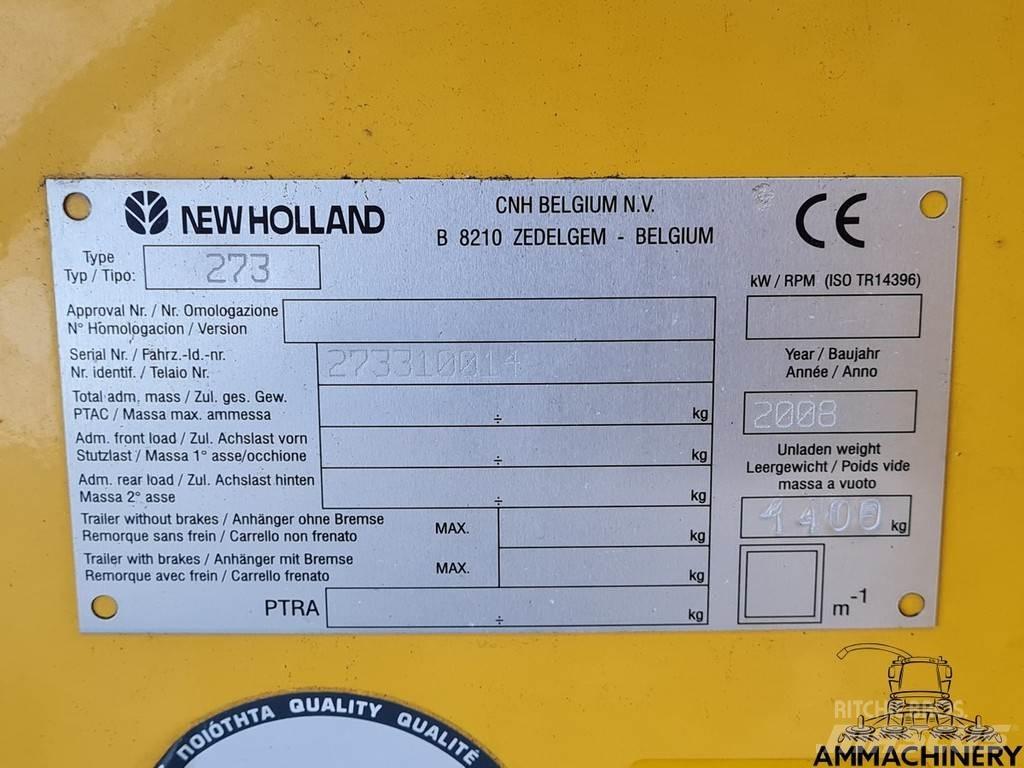 NEW HOLLAND
CNH BELGIUM N.V.
B 8210 ZEDELGEM - BELGIUM
CE
Type
Typ / Tipo:
273
kW / RPM (ISO TR14396)
Approval Nr. / Nr. Omologazione
N° Homologacion / Version
Serial Nr. / Fahrz.-Id.-nr.
Nr. identif. / Telaio Nr.
273310014
Year / Baujahr
Année / Anno
2008
Total adm. mass / Zul. ges. Gew.
PTAC / Massa max. ammessa
÷ kg
Adm. front load / Zul. Achslast vorn
Stutzlast / Massa 1° asse/occhione
÷ kg
Unladen weight
Leergewicht / Poids vide
massa a vuoto
kg
Adm. rear load / Zul. Achslast hinten
Massa 2° asse
÷ kg
Trailer without brakes / Anhänger ohne Bremse
Remorque sans frein / Carrello non frenato
MAX.
kg
Trailer with brakes / Anhänger mit Bremse
Remorque avec frein / Carrello frenato
MAX.
kg
PTRA
÷ kg
m-1
ΠΟΙΟΤΗΤΑ QUALITY QUALITÉ
RITCHIE BROS
AMMACHINERY